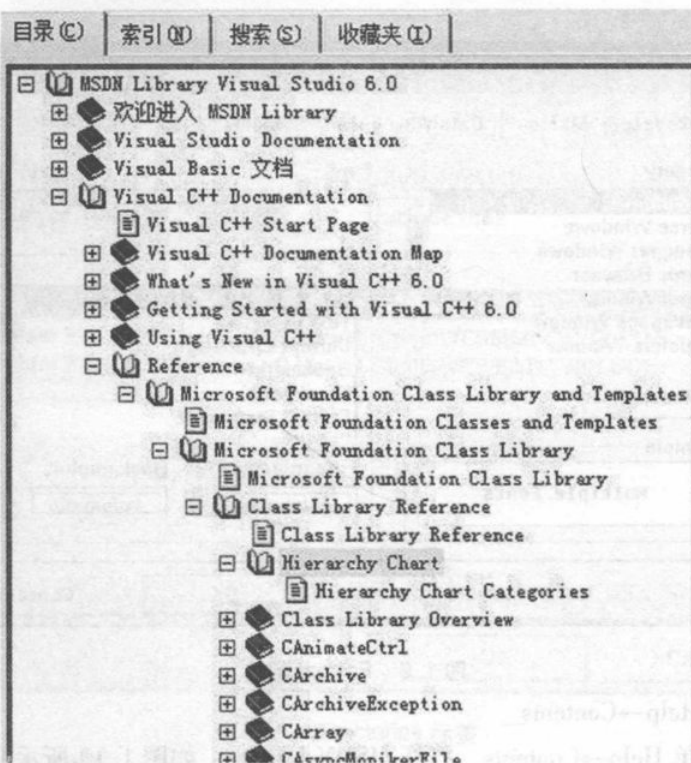 目录(C) 索引(N) 搜索(S) 收藏夹(I)
MSDN Library Visual Studio 6.0
欢迎进入 MSDN Library
Visual Studio Documentation
Visual Basic 文档
Visual C++ Documentation
Visual C++ Start Page
Visual C++ Documentation Map
What's New in Visual C++ 6.0
Getting Started with Visual C++ 6.0
Using Visual C++
Reference
Microsoft Foundation Class Library and Templates
Microsoft Foundation Classes and Templates
Microsoft Foundation Class Library
Microsoft Foundation Class Library
Class Library Reference
Class Library Reference
Hierarchy Chart
Hierarchy Chart Categories
Class Library Overview
CAnimateCtrl
CArchive
CArchiveException
CArray
CAsyncMonikerFile